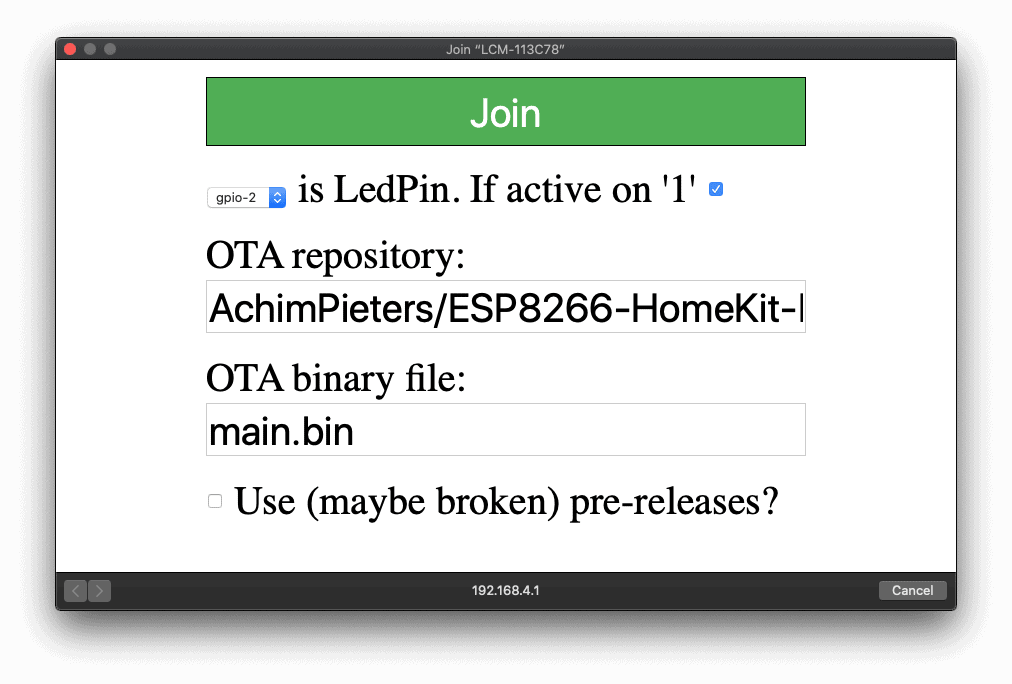 Join “LCM-113C78”
Join
gpio-2 is LedPin. If active on '1'
OTA repository:
AchimPieters/ESP8266-HomeKit-
OTA binary file:
main.bin
Use (maybe broken) pre-releases?
192.168.4.1
Cancel